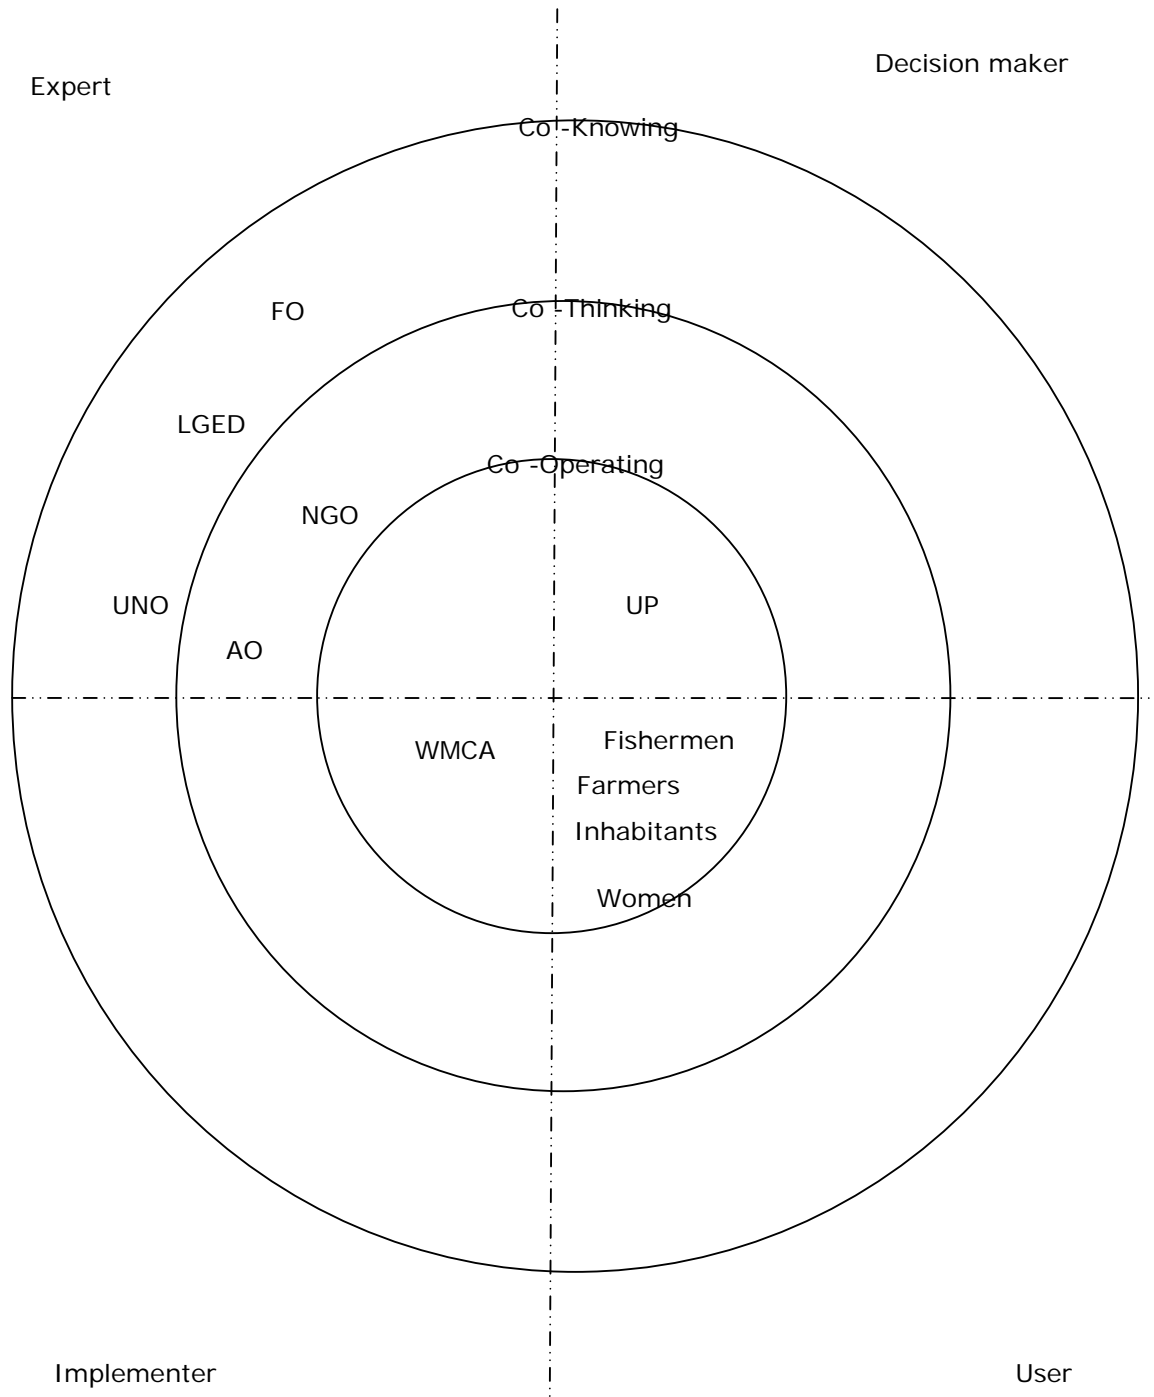 Decision maker
Expert
Co -Knowing
FO
Co -Thinking
LGED
Co -Operating
NGO
UNO
UP
AO
Fishermen
WMCA
Farmers
Inhabitants
Women
Implementer
User